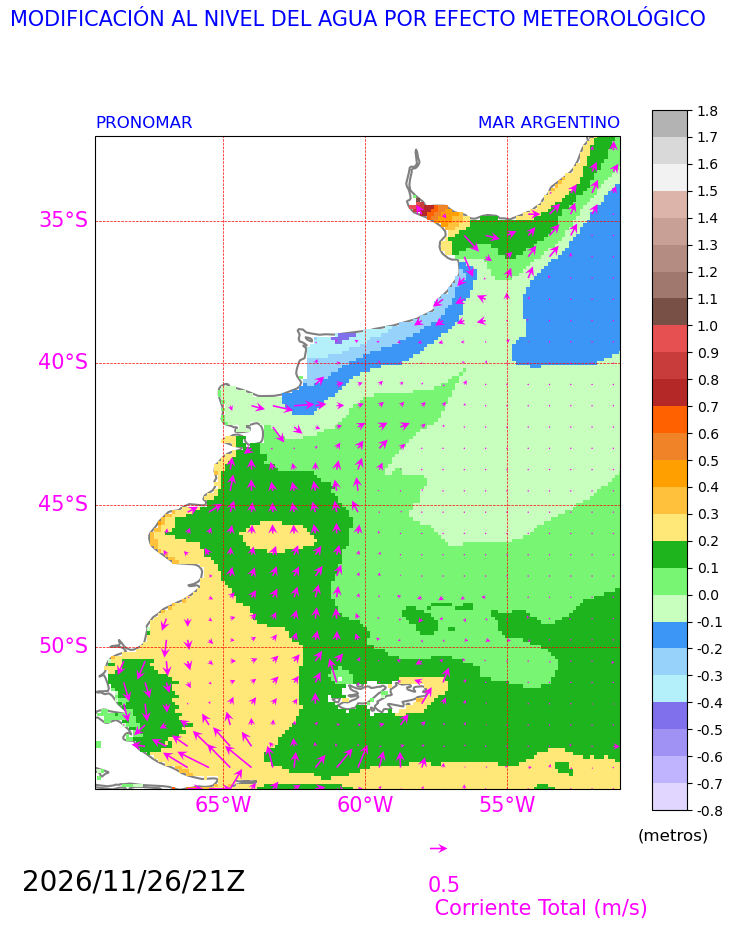 MODIFICACIÓN AL NIVEL DEL AGUA POR EFECTO METEOROLÓGICO
PRONOMAR MAR ARGENTINO
35°S
40°S
45°S
50°S
65°W 60°W 55°W
1.8
1.7
1.6
1.5
1.4
1.3
1.2
1.1
1.0
0.9
0.8
0.7
0.6
0.5
0.4
0.3
0.2
0.1
0.0
-0.1
-0.2
-0.3
-0.4
-0.5
-0.6
-0.7
-0.8
(metros)
2026/11/26/21Z
0.5
Corriente Total (m/s)